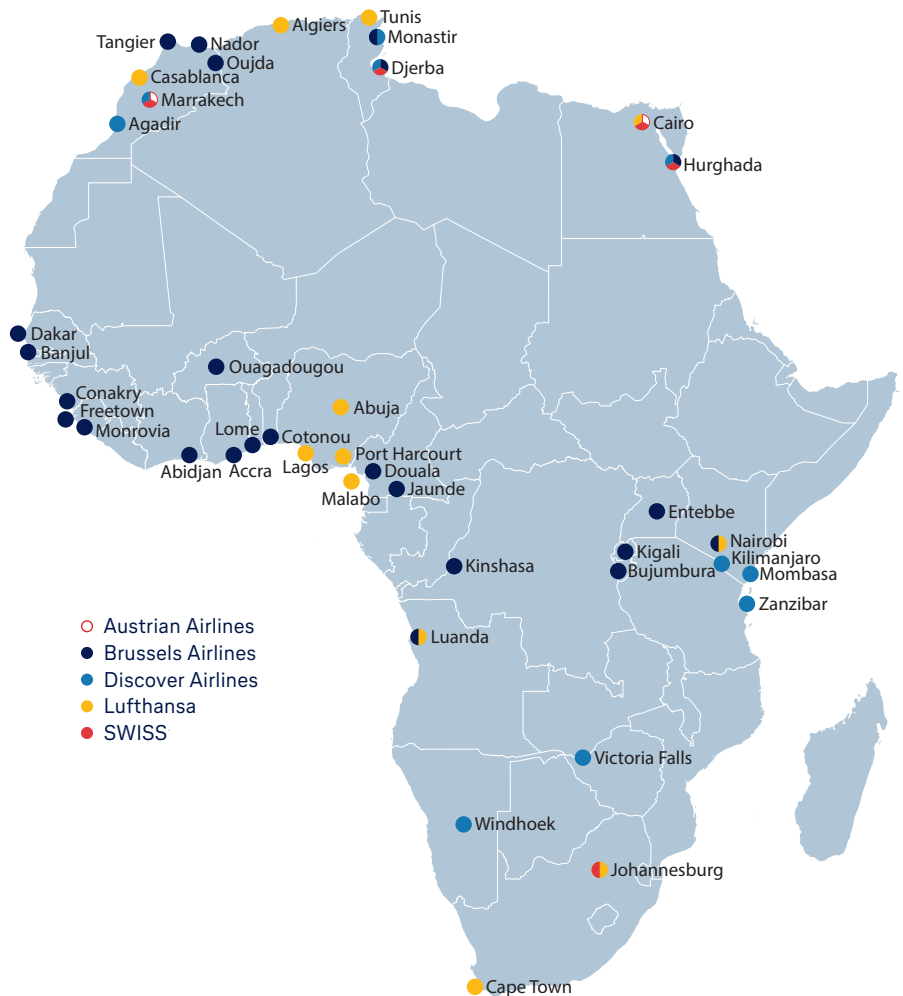 Tunis
Algiers
Monastir
Tangier
Nador
Oujda
Djerba
Casablanca
Marrakech
Agadir
Cairo
Hurghada
Dakar
Banjul
Ouagadougou
Conakry
Freetown
Monrovia
Abuja
Lome
Cotonou
Abidjan
Accra
Lagos
Port Harcourt
Douala
Malabo
Jaunde
Entebbe
Nairobi
Kilimanjaro
Kigali
Bujumbura
Mombasa
Kinshasa
Zanzibar
Luanda
Austrian Airlines
Brussels Airlines
Discover Airlines
Lufthansa
SWISS
Victoria Falls
Windhoek
Johannesburg
Cape Town